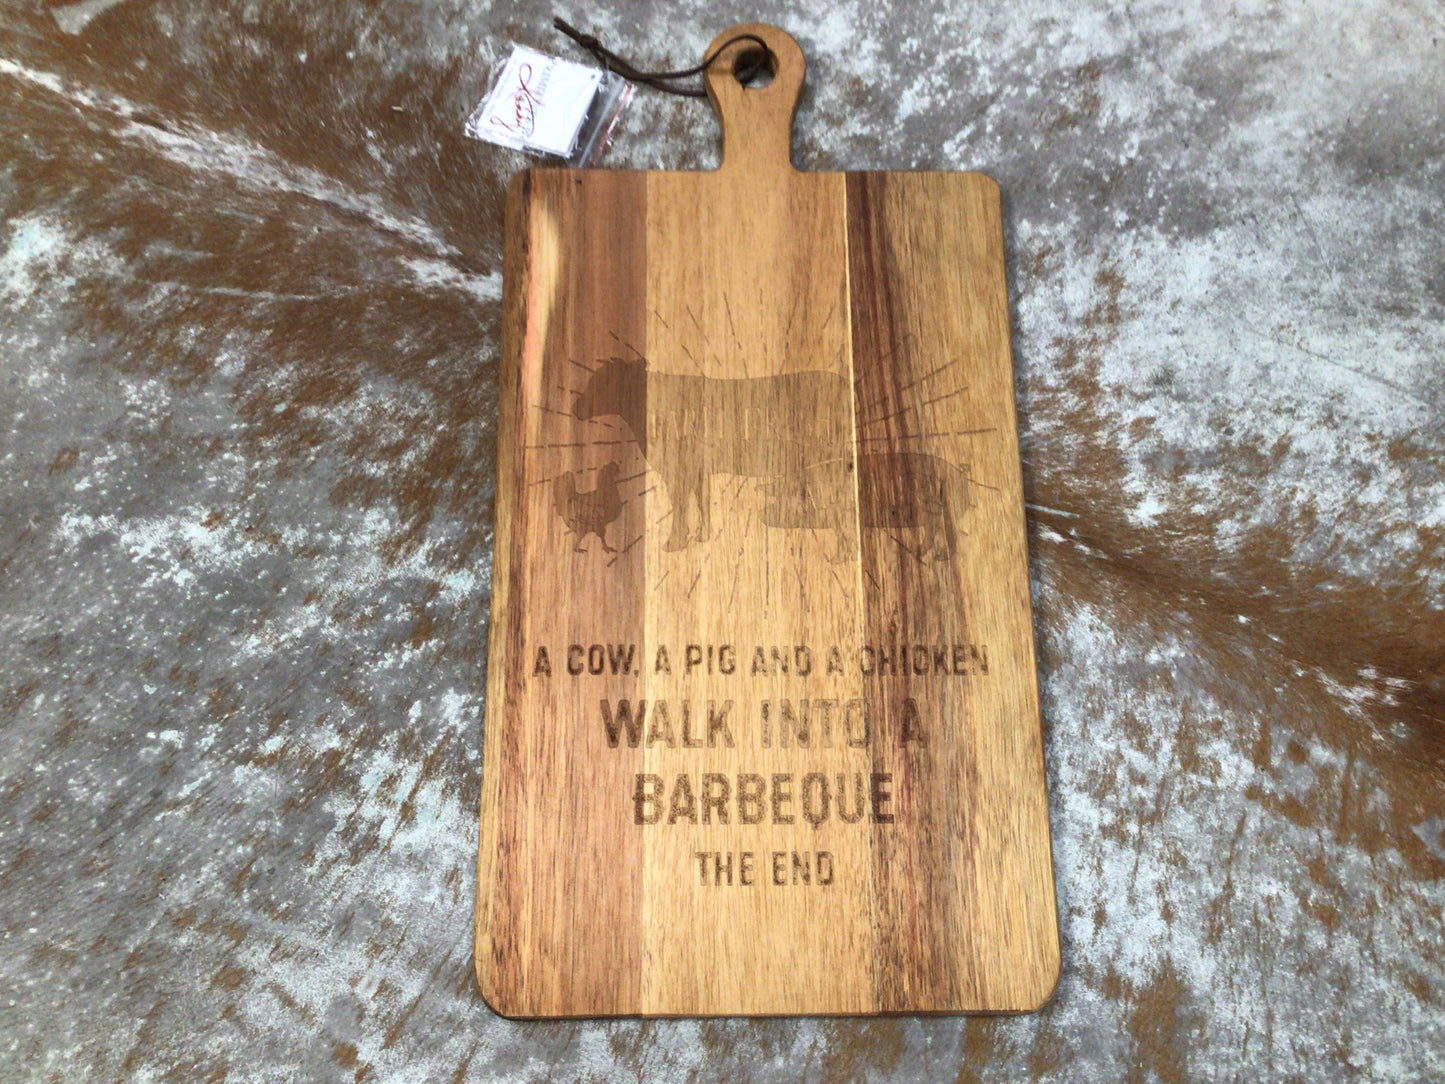 A COW, A PIG AND A CHICKEN
WALK INTO A
BARBEQUE
THE END